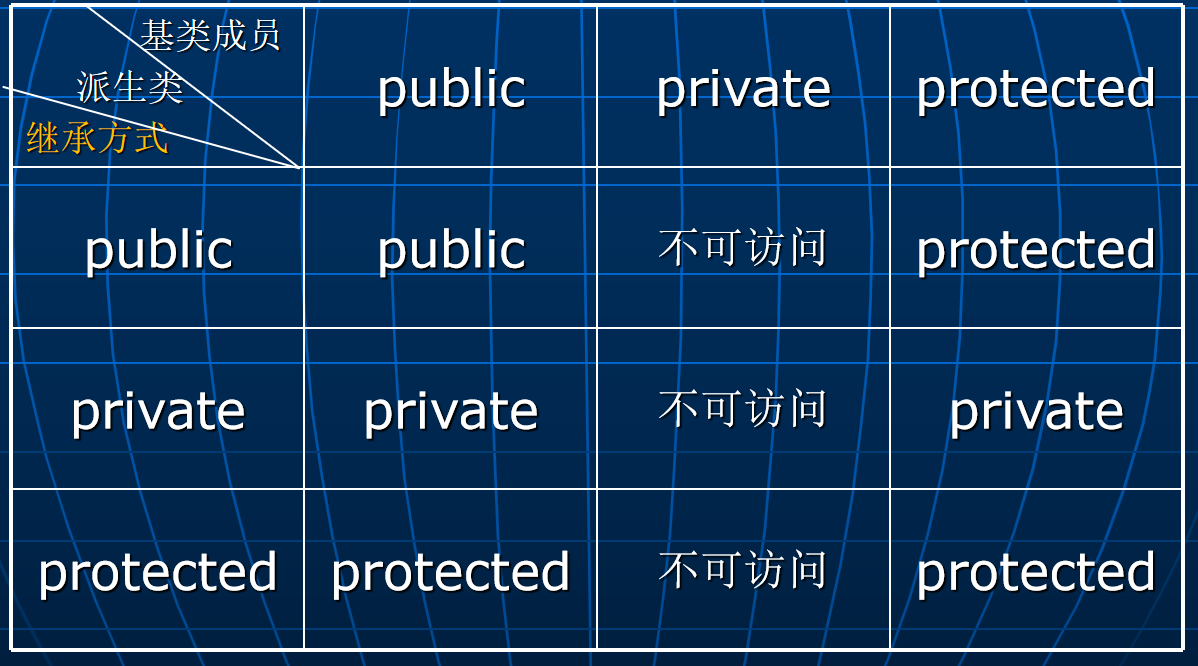 基类成员
派生类
继承方式
public private protected
public public 不可访问 protected
private private 不可访问 private
protected protected 不可访问 protected